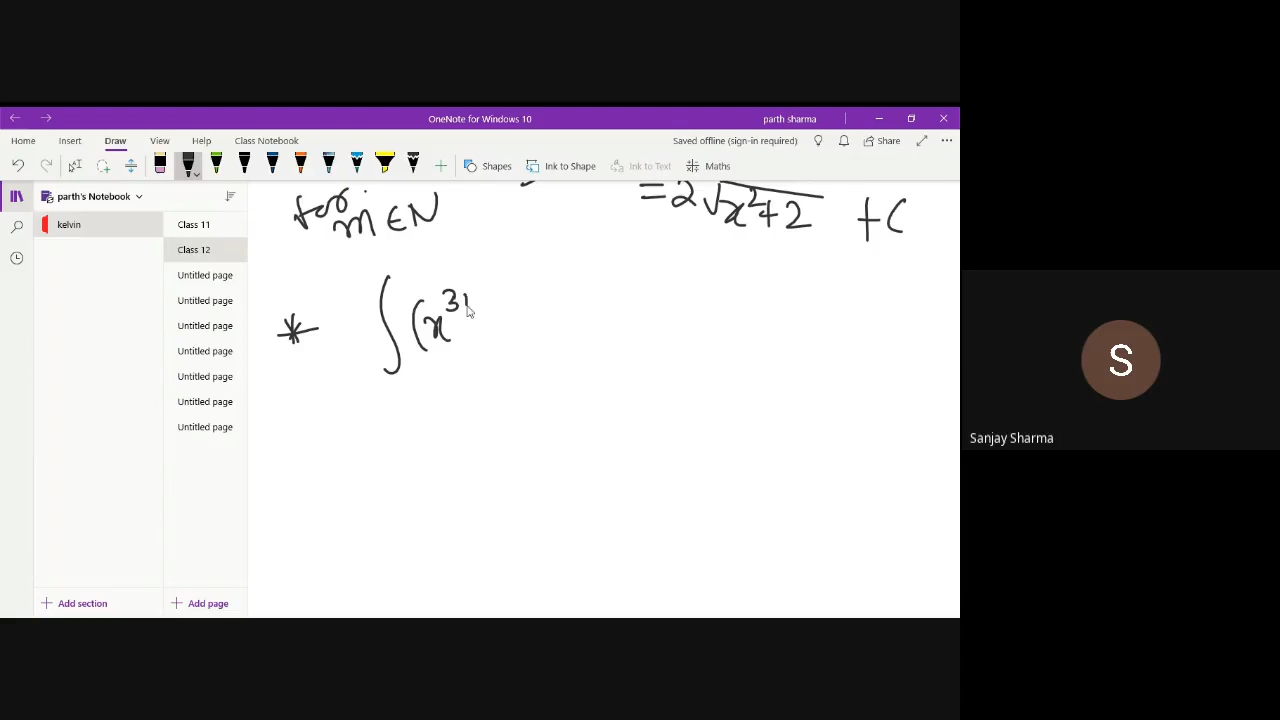 OneNote for Windows 10
parth sharma
Home Insert Draw View Help Class Notebook
Saved offline (sign-in required)
Share
Shapes Ink to Shape Ink to Text Maths
parth's Notebook
kelvin
Class 11
Class 12
Untitled page
Untitled page
Untitled page
Untitled page
Untitled page
Untitled page
Untitled page
Add section
Add page
for m ∈ N
= 2 √x²+2 + C
* ∫ (x³
S
Sanjay Sharma